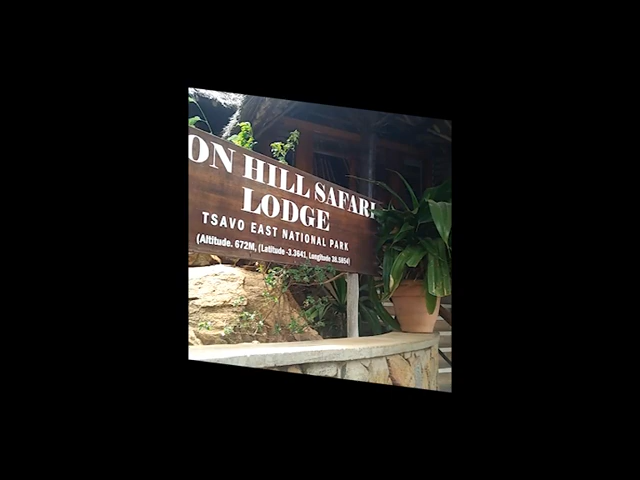 ON HILL SAFARI
LODGE
TSAVO EAST NATIONAL PARK
(Altitude. 672M, (Latitude -3.3641, Longitude 38.5854)